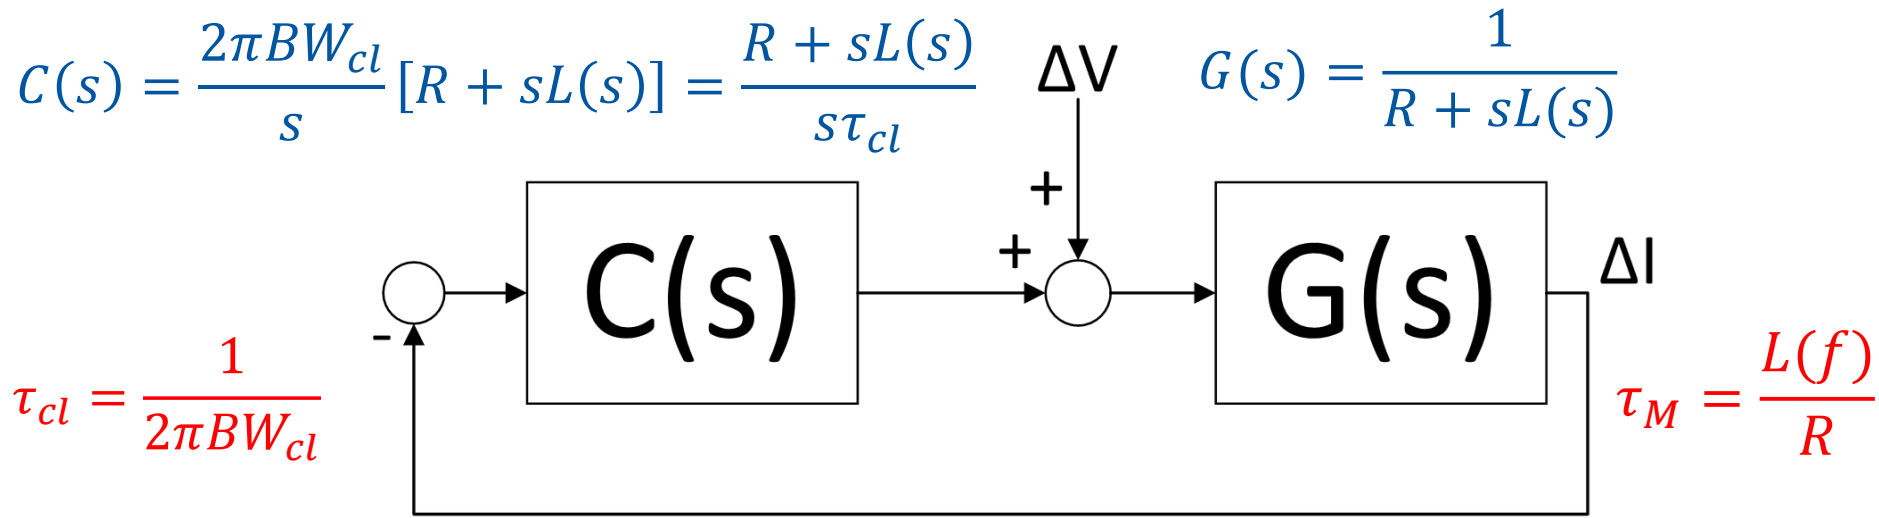 C(s) = 2πBW_cl / s [R + sL(s)] = R + sL(s) / sτ_cl
ΔV
G(s) = 1 / R + sL(s)
+
+
C(s)
G(s)
ΔI
-
τ_cl = 1 / 2πBW_cl
τ_M = L(f) / R